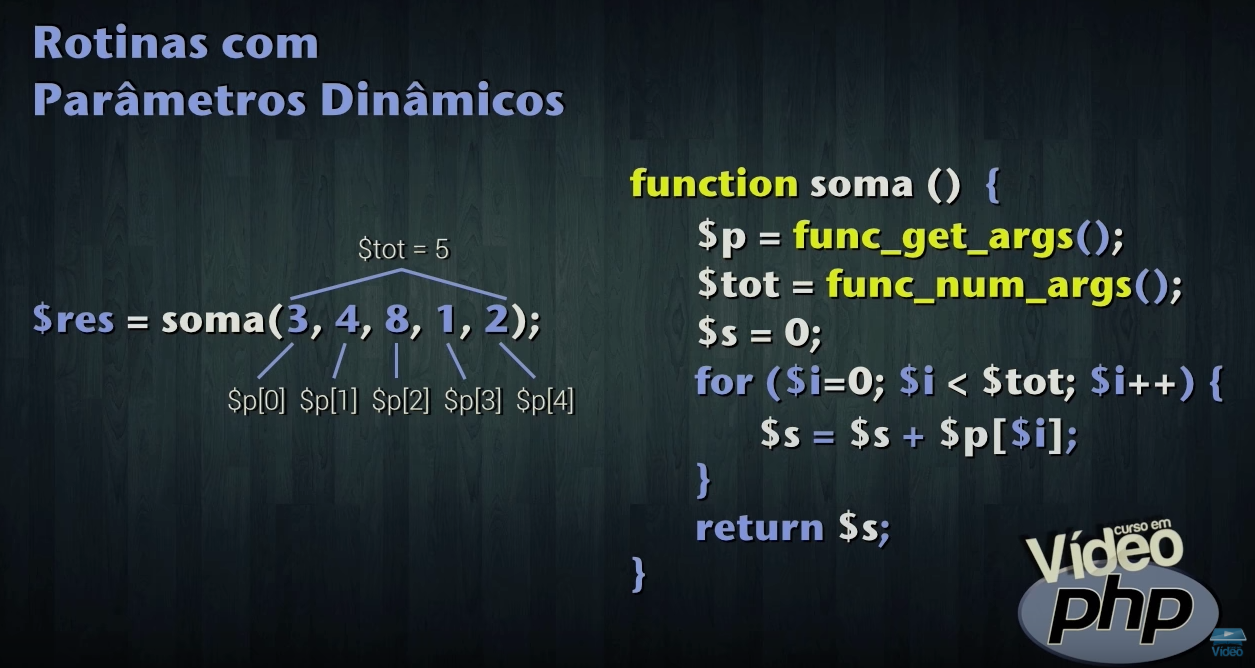 Rotinas com
Parâmetros Dinâmicos
$tot = 5
$res = soma(3, 4, 8, 1, 2);
$p[0] $p[1] $p[2] $p[3] $p[4]
function soma () {
$p = func_get_args();
$tot = func_num_args();
$s = 0;
for ($i=0; $i < $tot; $i++) {
$s = $s + $p[$i];
}
return $s;
}
curso em
Vídeo
php
Vídeo